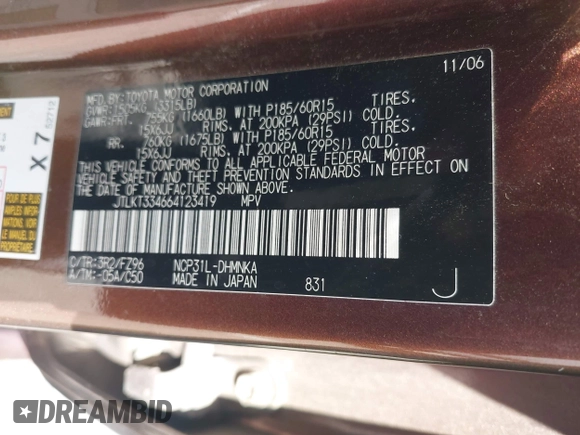 MFD. BY: TOYOTA MOTOR CORPORATION 11/06
GVWR: 1505KG (3315LB)
GAWR:FRT. 755KG (1660LB) WITH P185/60R15 TIRES.
15X6JJ RIMS. AT 200KPA (29PSI) COLD.
RR. 760KG (1675LB) WITH P185/60R15 TIRES.
15X6JJ RIMS. AT 200KPA (29PSI) COLD.
THIS VEHICLE CONFORMS TO ALL APPLICABLE FEDERAL MOTOR
VEHICLE SAFETY AND THEFT PREVENTION STANDARDS IN EFFECT ON
THE DATE OF MANUFACTURE SHOWN ABOVE.
JTLKT334664123419 MPV
C/TR:3R2/FZ96 NCP31L-DHMNKA
A/TM:-05A/C50 MADE IN JAPAN 831
J
X 7
52712
DREAMBID